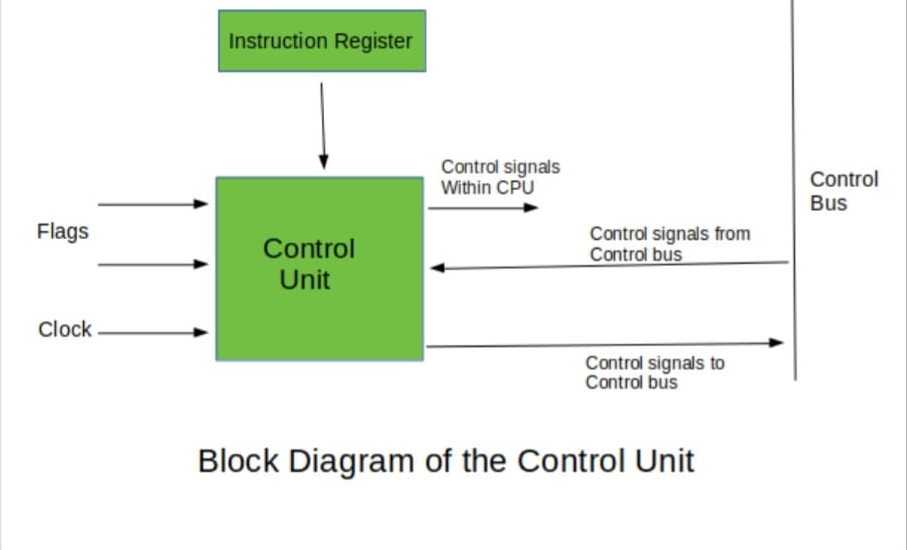 Instruction Register
Control signals
Within CPU
Control
Bus
Flags
Control signals from
Control bus
Control
Unit
Clock
Control signals to
Control bus
Block Diagram of the Control Unit